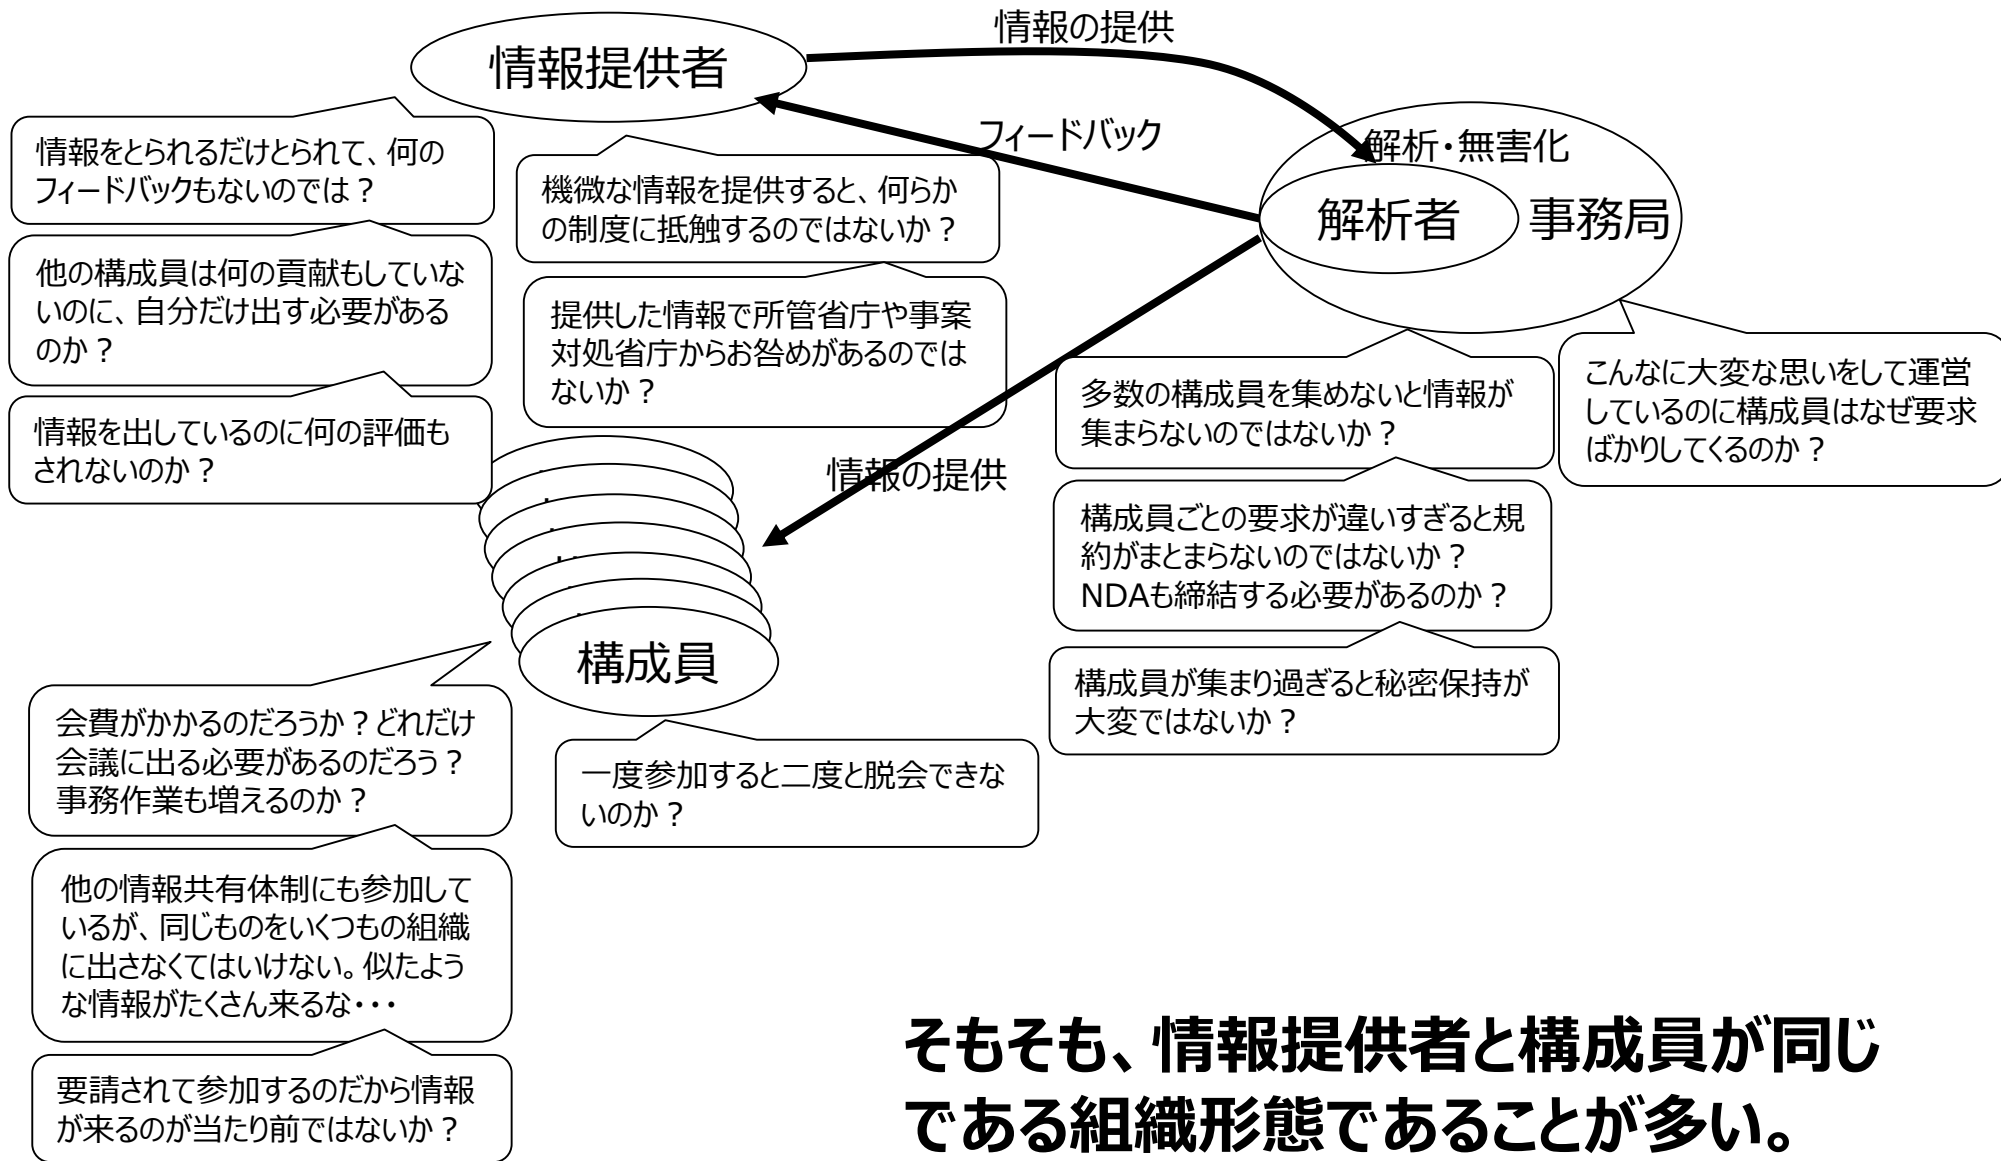 情報の提供
情報提供者
フィードバック
解析・無害化
解析者
事務局
情報をとられるだけとられて、何の
フィードバックもないのでは？
機微な情報を提供すると、何らか
の制度に抵触するのではないか？
他の構成員は何の貢献もしていな
いのに、自分だけ出す必要がある
のか？
提供した情報で所管省庁や事案
対処省庁からお咎めがあるのでは
ないか？
情報を出しているのに何の評価も
されないのか？
こんなに大変な思いをして運営
しているのに構成員はなぜ要求
ばかりしてくるのか？
多数の構成員を集めないと情報が
集まらないのではないか？
情報の提供
構成員ごとの要求が違いすぎると規
約がまとまらないのではないか？
NDAも締結する必要があるのか？
構成員
構成員が集まり過ぎると秘密保持が
大変ではないか？
会費がかかるのだろうか？どれだけ
会議に出る必要があるのだろう？
事務作業も増えるのか？
一度参加すると二度と脱会できな
いのか？
他の情報共有体制にも参加して
いるが、同じものをいくつもの組織
に出さなくてはいけない。似たよう
な情報がたくさん来るな・・・
要請されて参加するのだから情報
が来るのが当たり前ではないか？
そもそも、情報提供者と構成員が同じ
である組織形態であることが多い。